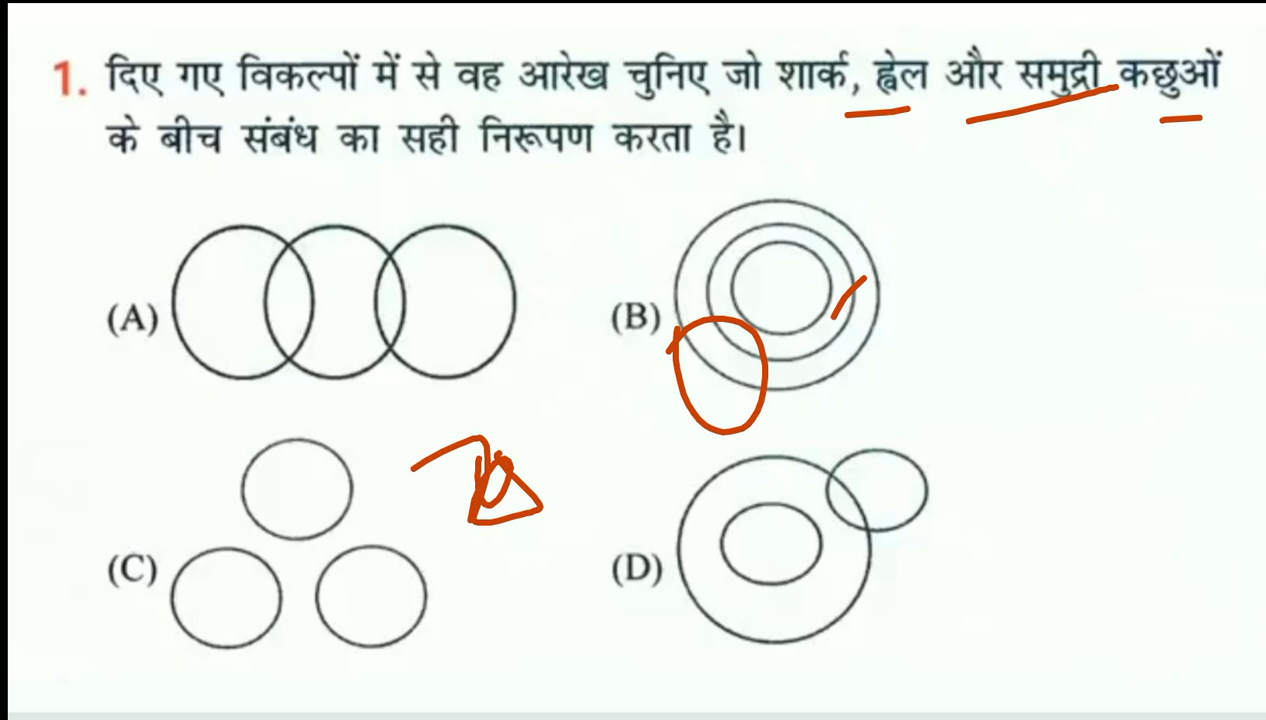 1. दिए गए विकल्पों में से वह आरेख चुनिए जो शार्क, ह्वेल और समुद्री कछुओं
के बीच संबंध का सही निरूपण करता है।
(A)
(B)
(C)
(D)